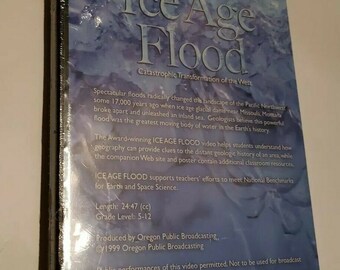 Ice Age
Flood
Catastrophic Transformation of the West
Spectacular floods radically changed the landscape of the Pacific Northwest
some 17,000 years ago when ice age glacial dams near Missoula, Montana
broke apart and unleashed an inland sea. Geologists believe this powerful
flood was the greatest moving body of water in the Earth's history.
The award-winning ICE AGE FLOOD video helps students understand how
geography can provide clues to the distant geologic history of an area, while
the companion Web site and poster contain additional classroom
ICE AGE FLOOD supports teachers' efforts to meet National Benchmarks
for Earth and Space Science.
Length: 24:47 (cc)
Grade Level: 5-12
Produced by Oregon Public Broadcasting
©1999 Oregon Public Broadcasting
performances of this video permitted. Not to be used for broadcast